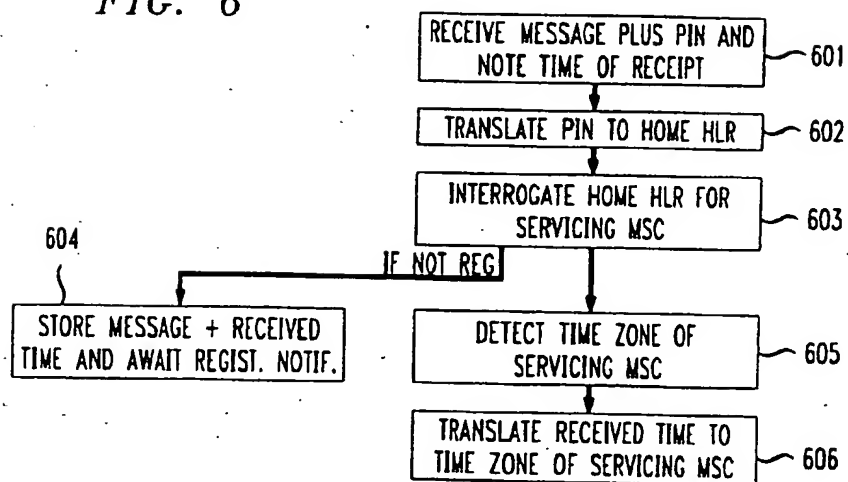 FIG. 6
RECEIVE MESSAGE PLUS PIN AND
NOTE TIME OF RECEIPT
601
TRANSLATE PIN TO HOME HLR
602
INTERROGATE HOME HLR FOR
SERVICING MSC
603
604
IF NOT REG
STORE MESSAGE + RECEIVED
TIME AND AWAIT REGIST. NOTIF.
DETECT TIME ZONE OF
SERVICING MSC
605
TRANSLATE RECEIVED TIME TO
TIME ZONE OF SERVICING MSC
606